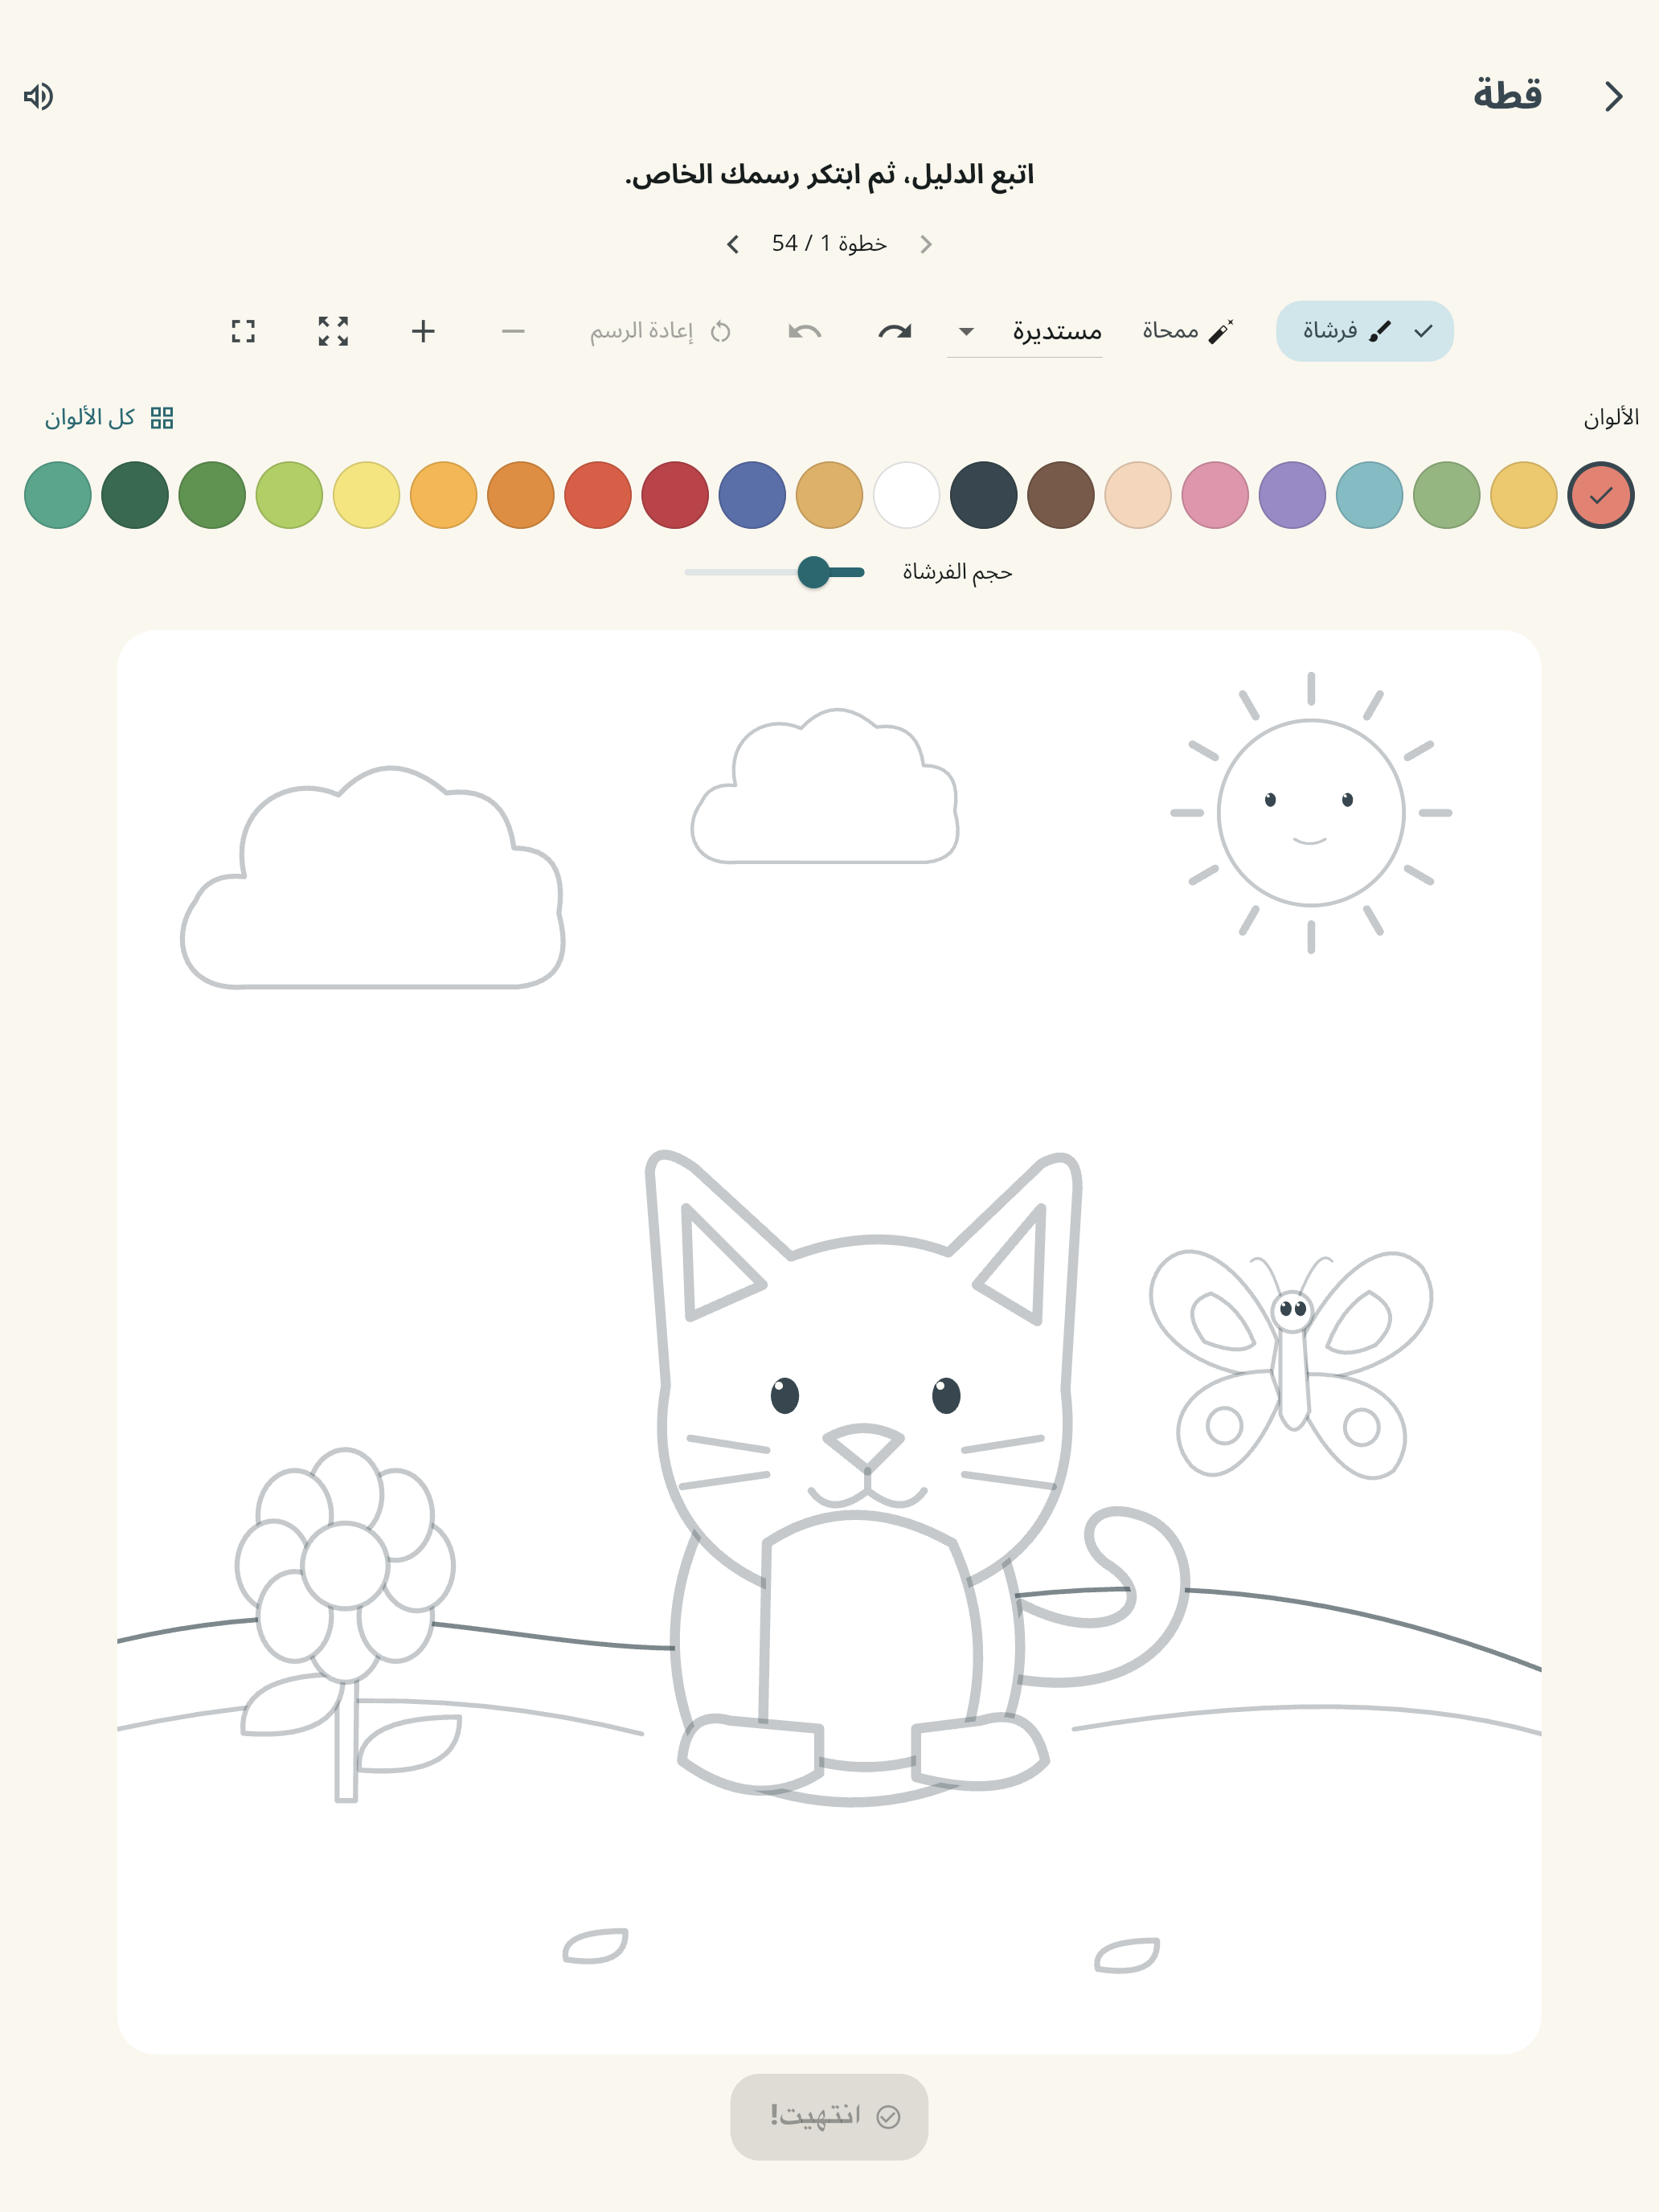 قطة
اتبع الدليل، ثم ابتكر رسمك الخاص.
خطوة 1 / 54
فرشاة
ممحاة
مستديرة
إعادة الرسم
الألوان
كل الألوان
حجم الفرشاة
انتهيت!